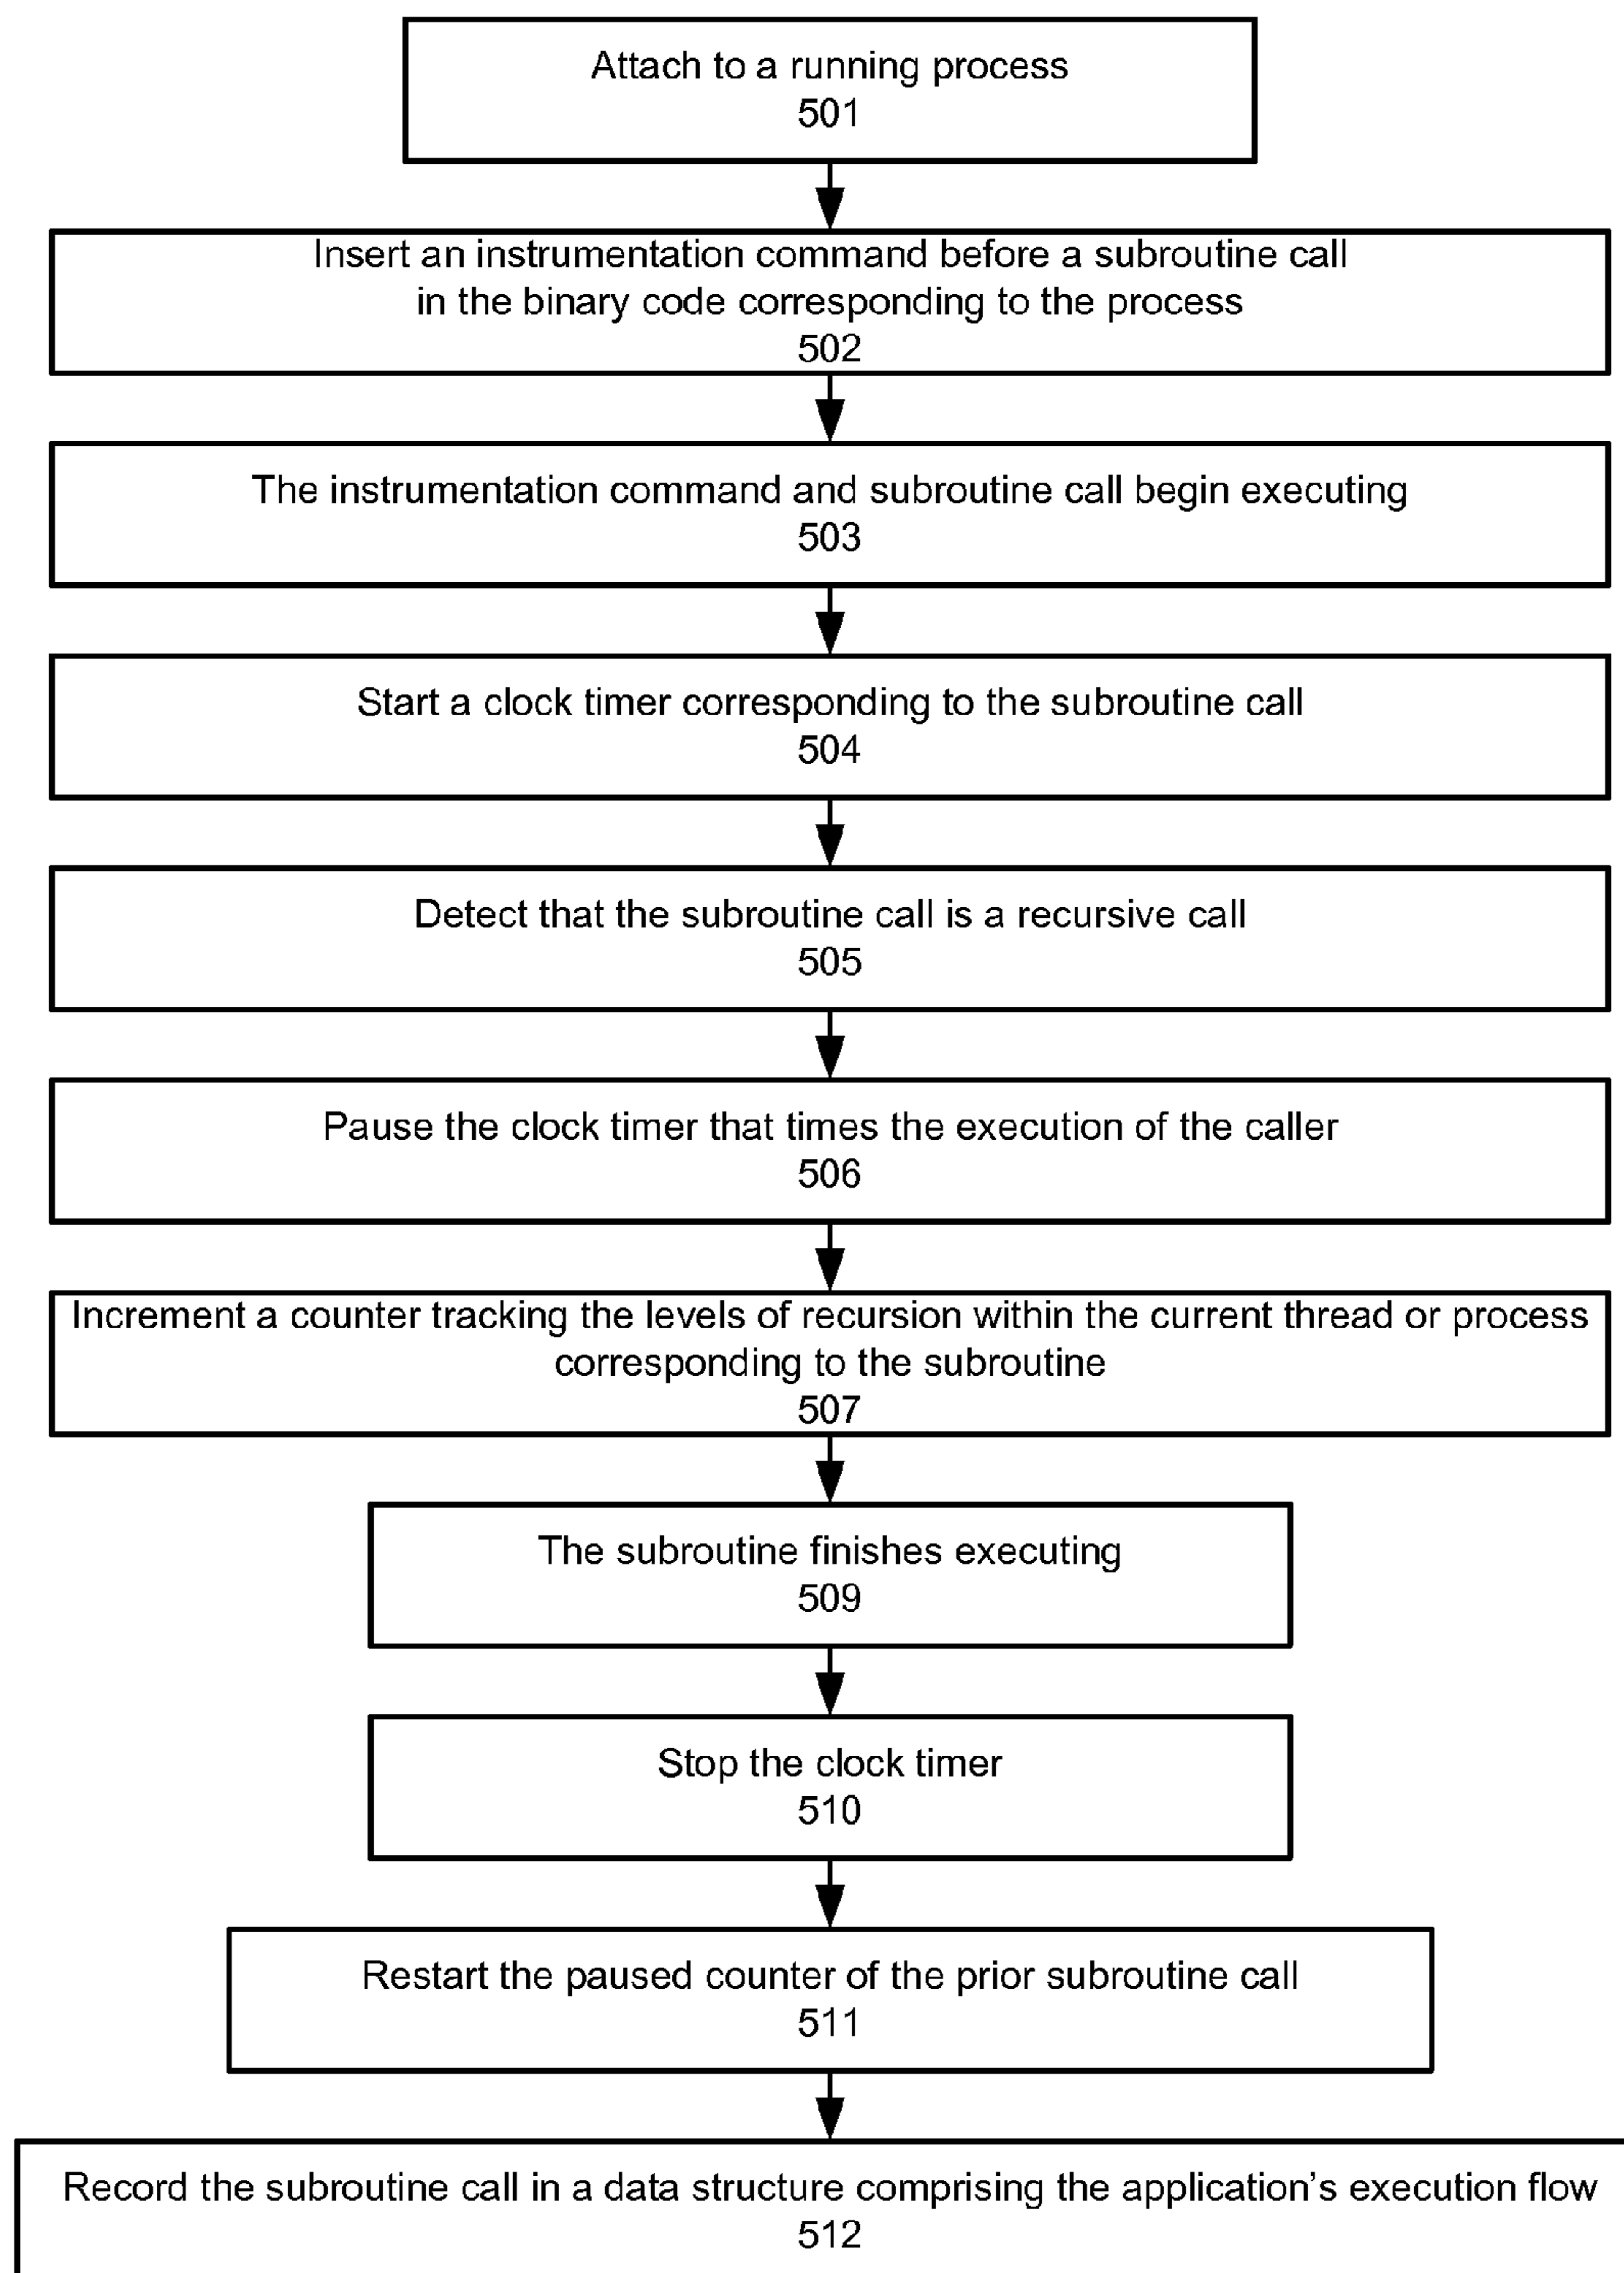 Attach to a running process
501
Insert an instrumentation command before a subroutine call
in the binary code corresponding to the process
502
The instrumentation command and subroutine call begin executing
503
Start a clock timer corresponding to the subroutine call
504
Detect that the subroutine call is a recursive call
505
Pause the clock timer that times the execution of the caller
506
Increment a counter tracking the levels of recursion within the current thread or process
corresponding to the subroutine
507
The subroutine finishes executing
509
Stop the clock timer
510
Restart the paused counter of the prior subroutine call
511
Record the subroutine call in a data structure comprising the application's execution flow
512